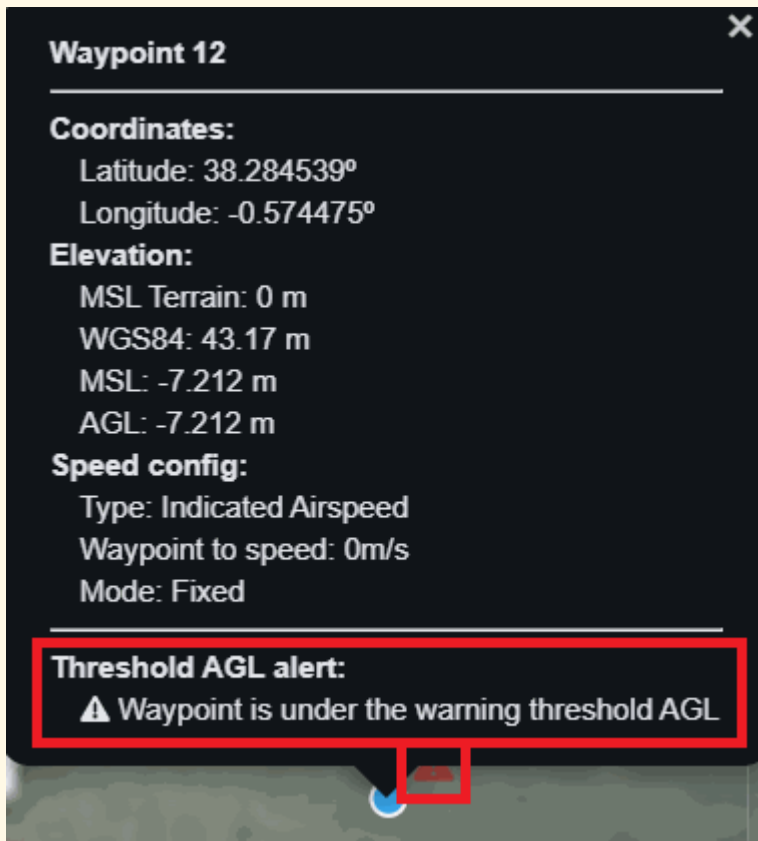 Waypoint 12
Coordinates:
Latitude: 38.284539º
Longitude: -0.574475º
Elevation:
MSL Terrain: 0 m
WGS84: 43.17 m
MSL: -7.212 m
AGL: -7.212 m
Speed config:
Type: Indicated Airspeed
Waypoint to speed: 0m/s
Mode: Fixed
Threshold AGL alert:
Waypoint is under the warning threshold AGL